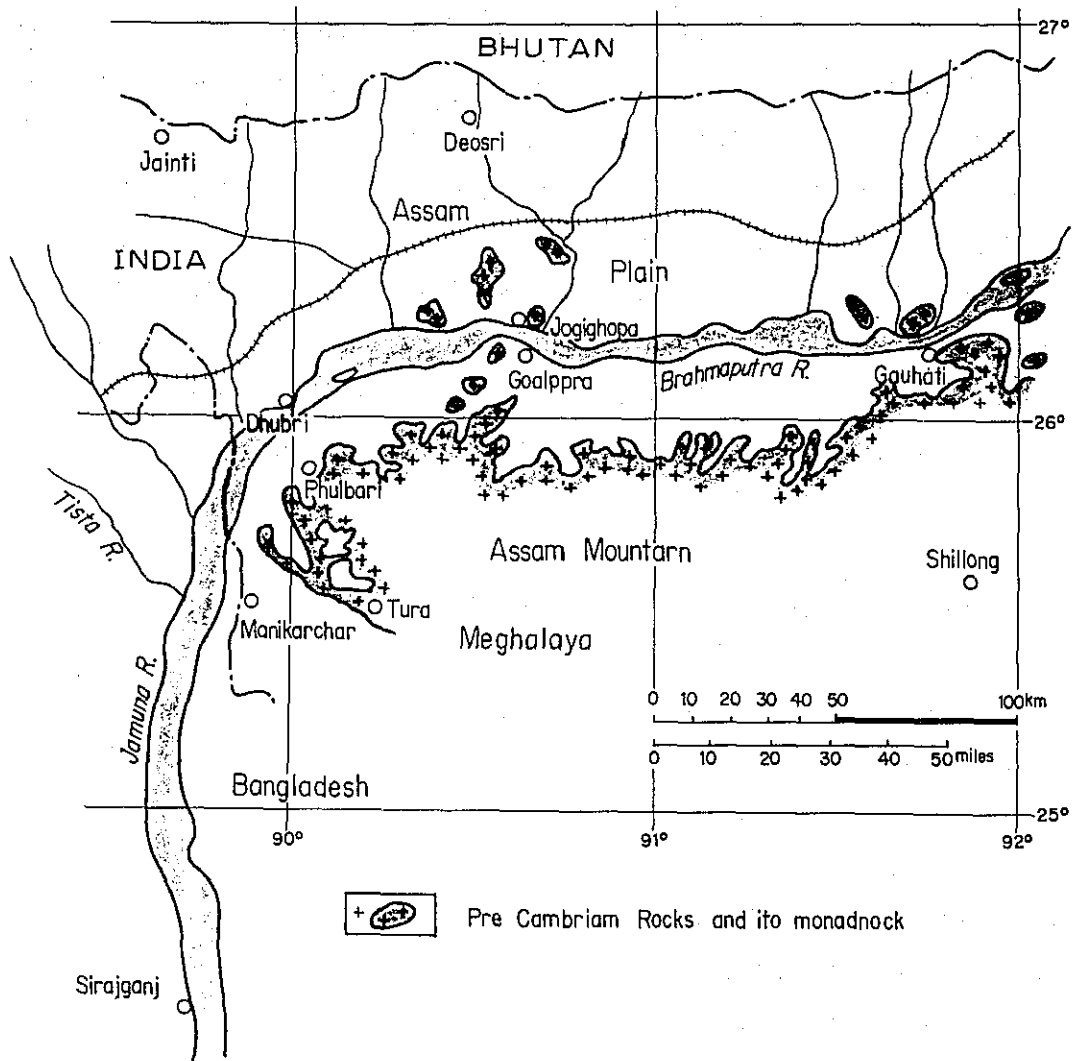 27°
BHUTAN
Deosri
Jainti
Assam
INDIA
Plain
Jogighopa
Goalppra
Brahmaputra R.
Gauhati
Dhubri
26°
Phulbari
Tista R.
Assam Mountarn
Shillong
Manikarchar
Tura
Meghalaya
Jamuna R.
0 10 20 30 40 50 100km
0 10 20 30 40 50 miles
Bangladesh
25°
90° 91° 92°
+ Pre Cambriam Rocks and ito monadnock
Sirajganj